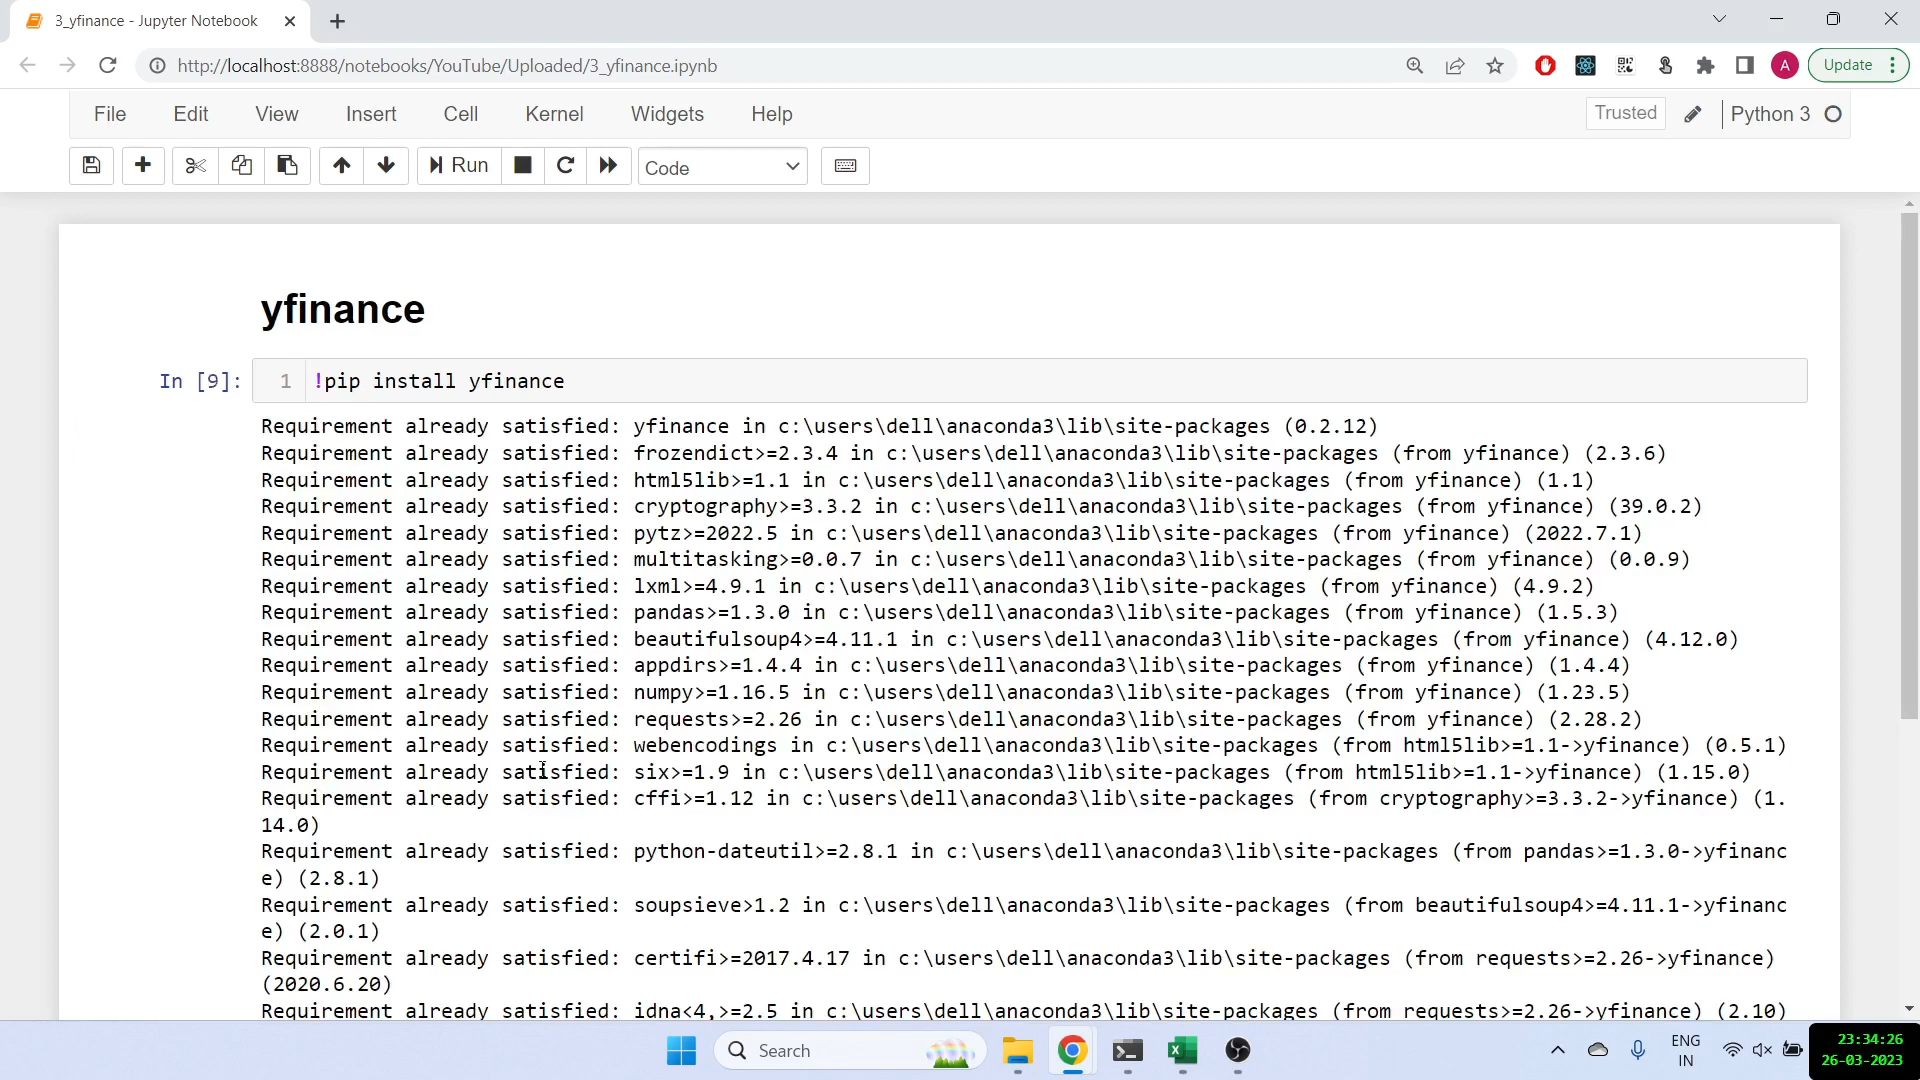 3_yfinance - Jupyter Notebook
http://localhost:8888/notebooks/YouTube/Uploaded/3_yfinance.ipynb
A
Update
File Edit View Insert Cell Kernel Widgets Help
Trusted
Python 3
Run
Code
yfinance
In [9]: 1 !pip install yfinance
Requirement already satisfied: yfinance in c:\users\dell\anaconda3\lib\site-packages (0.2.12)
Requirement already satisfied: frozendict>=2.3.4 in c:\users\dell\anaconda3\lib\site-packages (from yfinance) (2.3.6)
Requirement already satisfied: html5lib>=1.1 in c:\users\dell\anaconda3\lib\site-packages (from yfinance) (1.1)
Requirement already satisfied: cryptography>=3.3.2 in c:\users\dell\anaconda3\lib\site-packages (from yfinance) (39.0.2)
Requirement already satisfied: pytz>=2022.5 in c:\users\dell\anaconda3\lib\site-packages (from yfinance) (2022.7.1)
Requirement already satisfied: multitasking>=0.0.7 in c:\users\dell\anaconda3\lib\site-packages (from yfinance) (0.0.9)
Requirement already satisfied: lxml>=4.9.1 in c:\users\dell\anaconda3\lib\site-packages (from yfinance) (4.9.2)
Requirement already satisfied: pandas>=1.3.0 in c:\users\dell\anaconda3\lib\site-packages (from yfinance) (1.5.3)
Requirement already satisfied: beautifulsoup4>=4.11.1 in c:\users\dell\anaconda3\lib\site-packages (from yfinance) (4.12.0)
Requirement already satisfied: appdirs>=1.4.4 in c:\users\dell\anaconda3\lib\site-packages (from yfinance) (1.4.4)
Requirement already satisfied: numpy>=1.16.5 in c:\users\dell\anaconda3\lib\site-packages (from yfinance) (1.23.5)
Requirement already satisfied: requests>=2.26 in c:\users\dell\anaconda3\lib\site-packages (from yfinance) (2.28.2)
Requirement already satisfied: webencodings in c:\users\dell\anaconda3\lib\site-packages (from html5lib>=1.1->yfinance) (0.5.1)
Requirement already satisfied: six>=1.9 in c:\users\dell\anaconda3\lib\site-packages (from html5lib>=1.1->yfinance) (1.15.0)
Requirement already satisfied: cffi>=1.12 in c:\users\dell\anaconda3\lib\site-packages (from cryptography>=3.3.2->yfinance) (1.
14.0)
Requirement already satisfied: python-dateutil>=2.8.1 in c:\users\dell\anaconda3\lib\site-packages (from pandas>=1.3.0->yfinanc
e) (2.8.1)
Requirement already satisfied: soupsieve>1.2 in c:\users\dell\anaconda3\lib\site-packages (from beautifulsoup4>=4.11.1->yfinanc
e) (2.0.1)
Requirement already satisfied: certifi>=2017.4.17 in c:\users\dell\anaconda3\lib\site-packages (from requests>=2.26->yfinance)
(2020.6.20)
Requirement already satisfied: idna<4,>=2.5 in c:\users\dell\anaconda3\lib\site-packages (from requests>=2.26->yfinance) (2.10)
Search
ENG
IN
23:34:26
26-03-2023